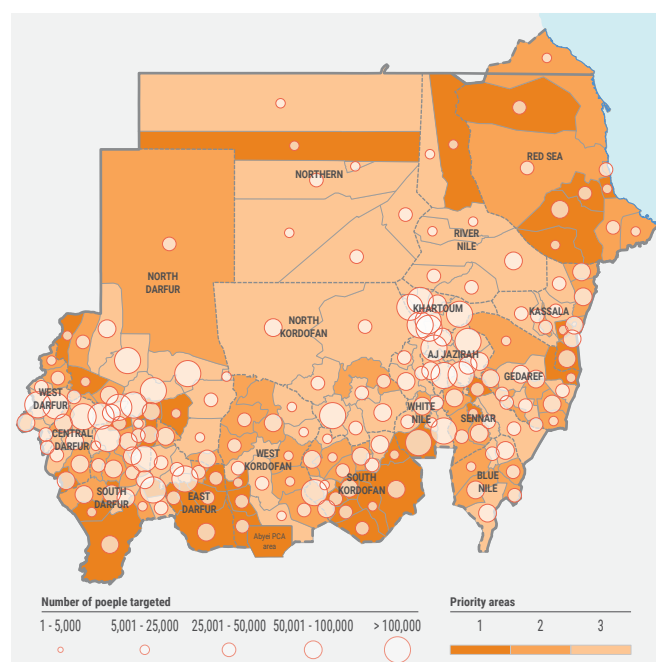 RED SEA
NORTHERN
RIVER
NILE
NORTH
DARFUR
KHARTOUM
KASSALA
NORTH
KORDOFAN
AJ JAZIRAH
GEDAREF
WEST
DARFUR
WHITE
NILE
SENNAR
CENTRAL
DARFUR
WEST
KORDOFAN
SOUTH
KORDOFAN
BLUE
NILE
SOUTH
DARFUR
EAST
DARFUR
Abyei PCA
area
Number of poeple targeted
1 - 5,000 5,001 - 25,000 25,001 - 50,000 50,001 - 100,000 > 100,000
Priority areas
1 2 3